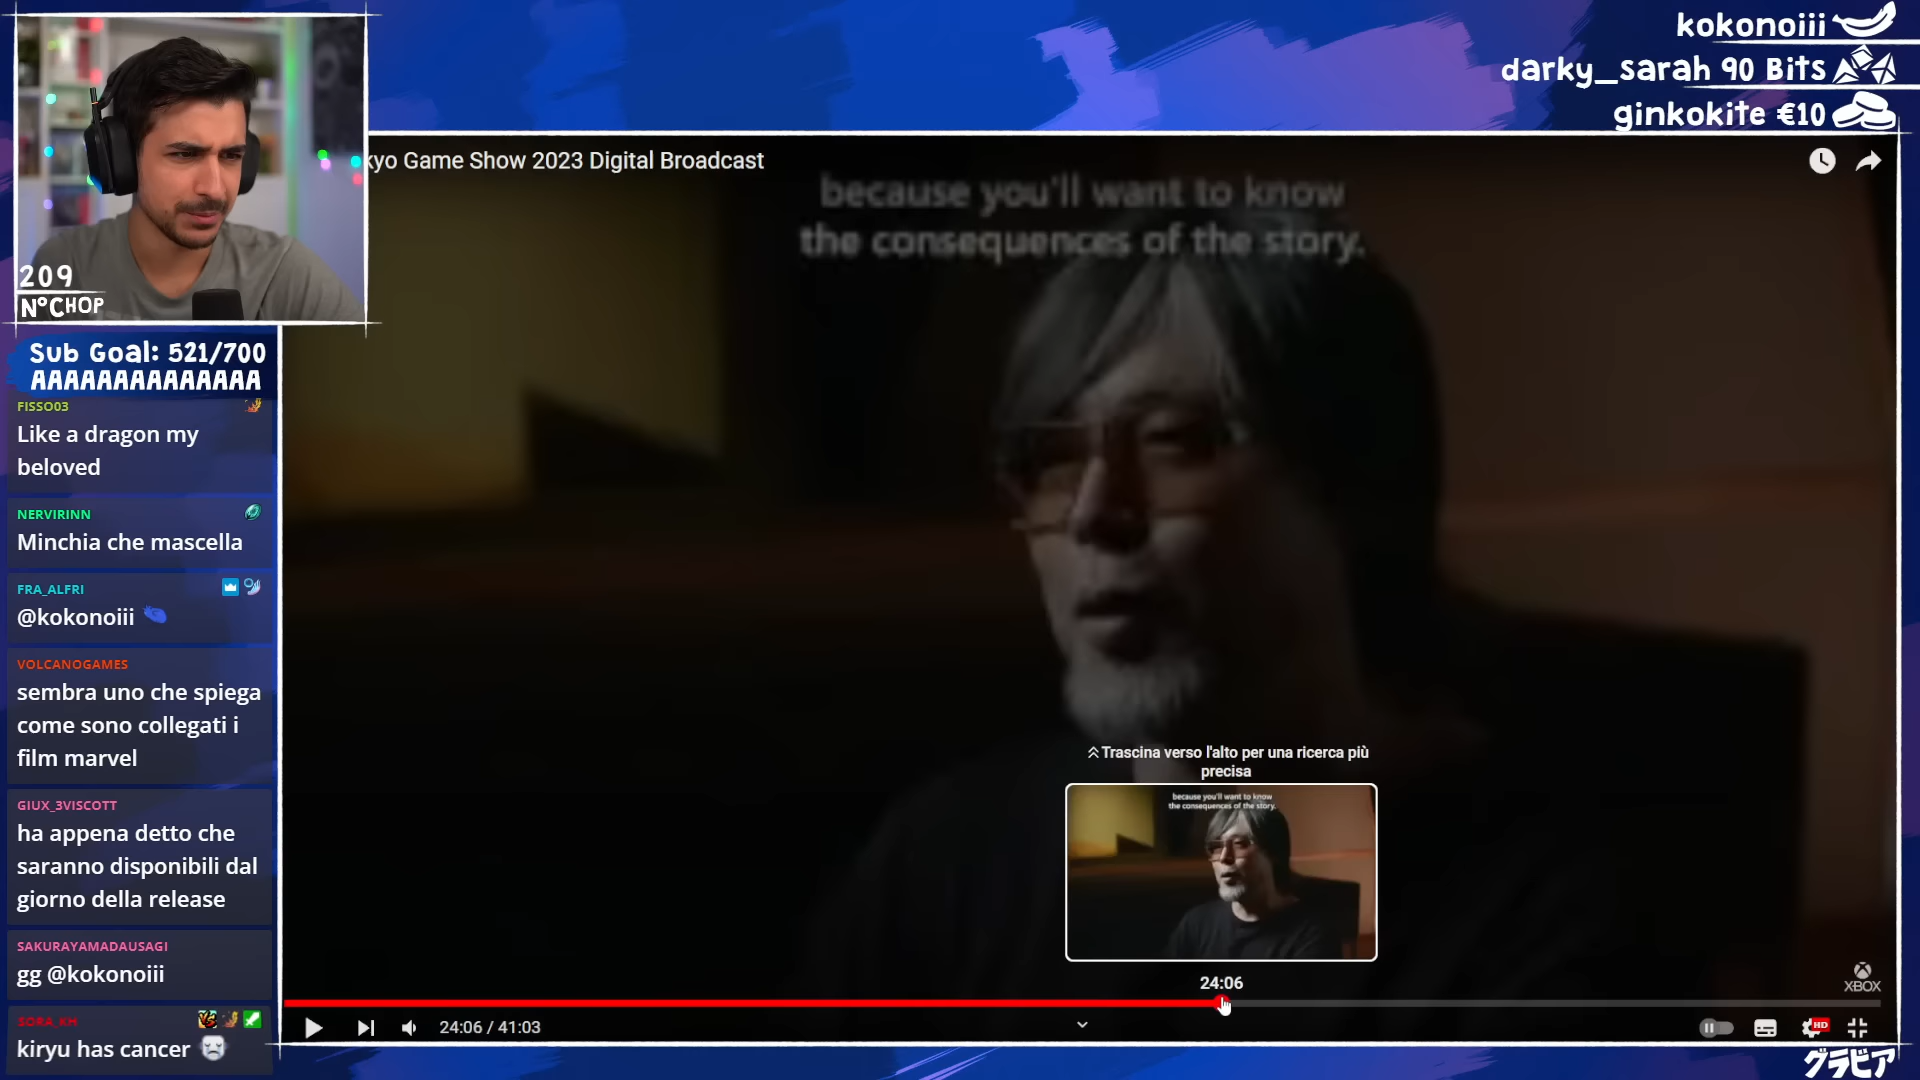 kokonoiii
darky_sarah 90 Bits
ginkokite €10
kyo Game Show 2023 Digital Broadcast
because you'll want to know
the consequences of the story.
209
N°CHOP
Sub Goal: 521/700
AAAAAAAAAAAAAA
FISSO03
Like a dragon my
beloved
NERVIRINN
Minchia che mascella
FRA_ALFRI
@kokonoiii
VOLCANOGAMES
sembra uno che spiega
come sono collegati i
film marvel
GIUX_3VISCOTT
ha appena detto che
saranno disponibili dal
giorno della release
SAKURAYAMADAUSAGI
gg @kokonoiii
SORA_KH
kiryu has cancer
Trascina verso l'alto per una ricerca più
precisa
because you'll want to know
the consequences of the story.
24:06
XBOX
24:06 / 41:03
HD
グラビア